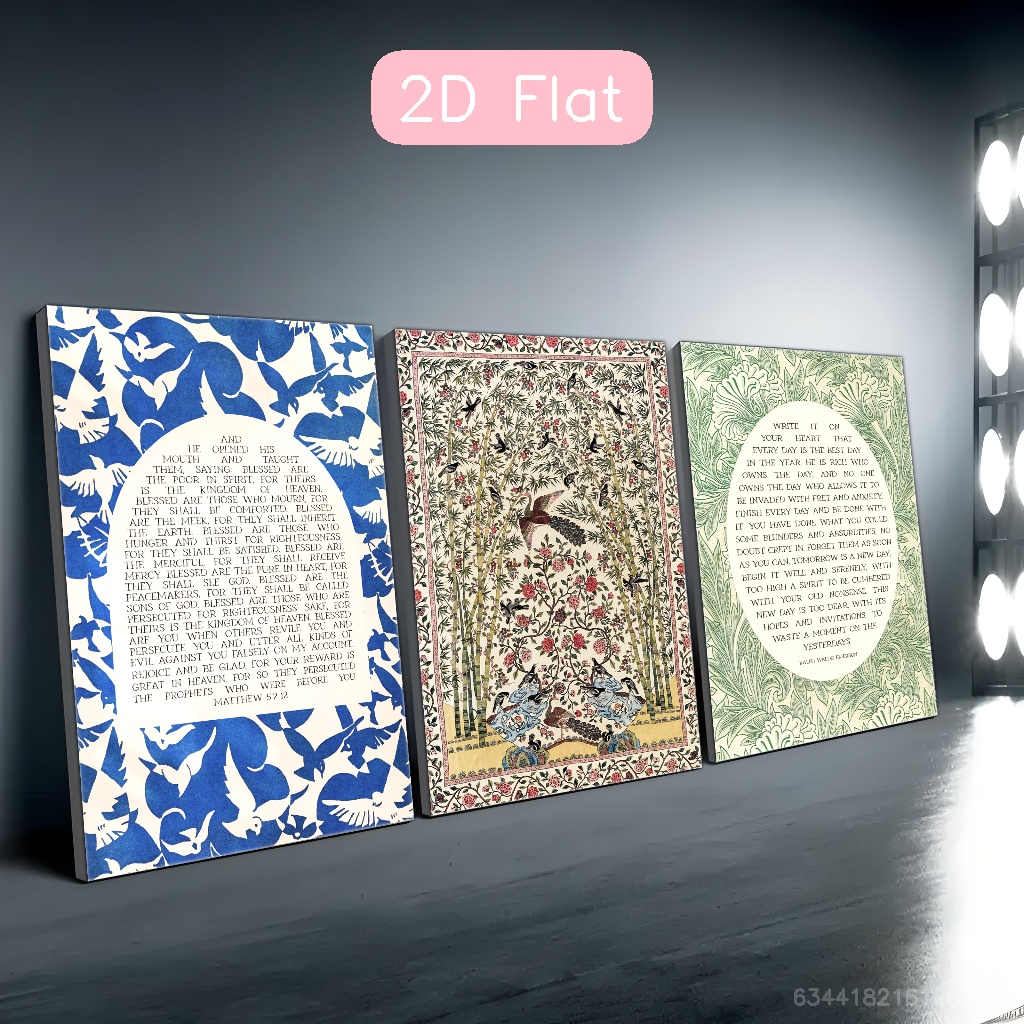 2D Flat
AND
HE OPENED HIS
MOUTH AND TAUGHT
THEM, SAYING: BLESSED ARE
THE POOR IN SPIRIT, FOR THEIRS
IS THE KINGDOM OF HEAVEN.
BLESSED ARE THOSE WHO MOURN, FOR
THEY SHALL BE COMFORTED. BLESSED
ARE THE MEEK, FOR THEY SHALL INHERIT
THE EARTH. BLESSED ARE THOSE WHO
HUNGER AND THIRST FOR RIGHTEOUSNESS,
FOR THEY SHALL BE SATISFIED. BLESSED ARE
THE MERCIFUL, FOR THEY SHALL RECEIVE
MERCY. BLESSED ARE THE PURE IN HEART, FOR
THEY SHALL SEE GOD. BLESSED ARE THE
PEACEMAKERS, FOR THEY SHALL BE CALLED
SONS OF GOD. BLESSED ARE THOSE WHO ARE
PERSECUTED FOR RIGHTEOUSNESS' SAKE, FOR
THEIRS IS THE KINGDOM OF HEAVEN. BLESSED
ARE YOU WHEN OTHERS REVILE YOU AND
PERSECUTE YOU AND UTTER ALL KINDS OF
EVIL AGAINST YOU FALSELY ON MY ACCOUNT.
REJOICE AND BE GLAD, FOR YOUR REWARD IS
GREAT IN HEAVEN, FOR SO THEY PERSECUTED
THE PROPHETS WHO WERE BEFORE YOU
MATTHEW 5:2-12
WRITE IT ON
YOUR HEART THAT
EVERY DAY IS THE BEST DAY
IN THE YEAR. HE IS RICH WHO
OWNS THE DAY, AND NO ONE
OWNS THE DAY WHO ALLOWS IT TO
BE INVADED WITH FRET AND ANXIETY.
FINISH EVERY DAY AND BE DONE WITH
IT. YOU HAVE DONE WHAT YOU COULD.
SOME BLUNDERS AND ABSURDITIES, NO
DOUBT CREPT IN. FORGET THEM AS SOON
AS YOU CAN, TOMORROW IS A NEW DAY;
BEGIN IT WELL AND SERENELY, WITH
TOO HIGH A SPIRIT TO BE CUMBERED
WITH YOUR OLD NONSENSE. THIS
NEW DAY IS TOO DEAR, WITH ITS
HOPES AND INVITATIONS, TO
WASTE A MOMENT ON THE
YESTERDAYS.
RALPH WALDO EMERSON